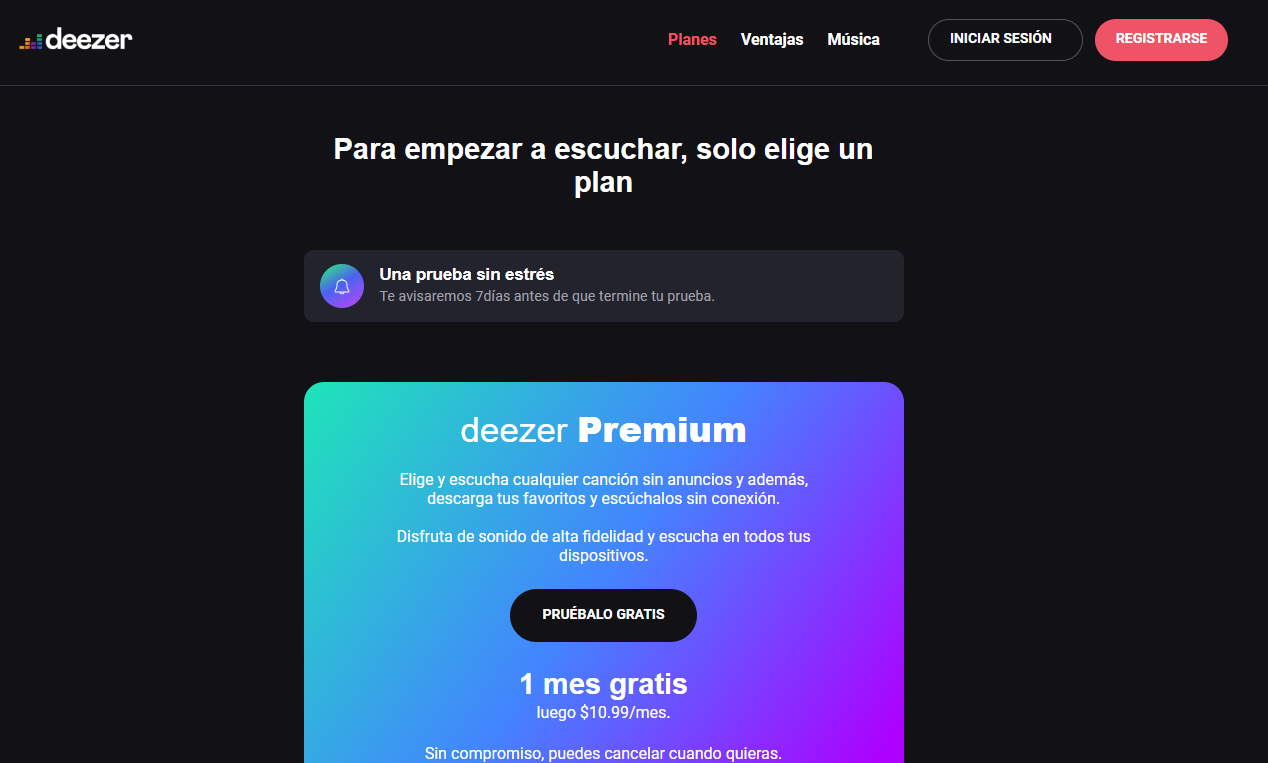 deezer
Planes
Ventajas
Música
INICIAR SESIÓN
REGISTRARSE
Para empezar a escuchar, solo elige un
plan
Una prueba sin estrés
Te avisaremos 7días antes de que termine tu prueba.
deezer Premium
Elige y escucha cualquier canción sin anuncios y además,
descarga tus favoritos y escúchalos sin conexión.
Disfruta de sonido de alta fidelidad y escucha en todos tus
dispositivos.
PRUÉBALO GRATIS
1 mes gratis
luego $10.99/mes.
Sin compromiso, puedes cancelar cuando quieras.